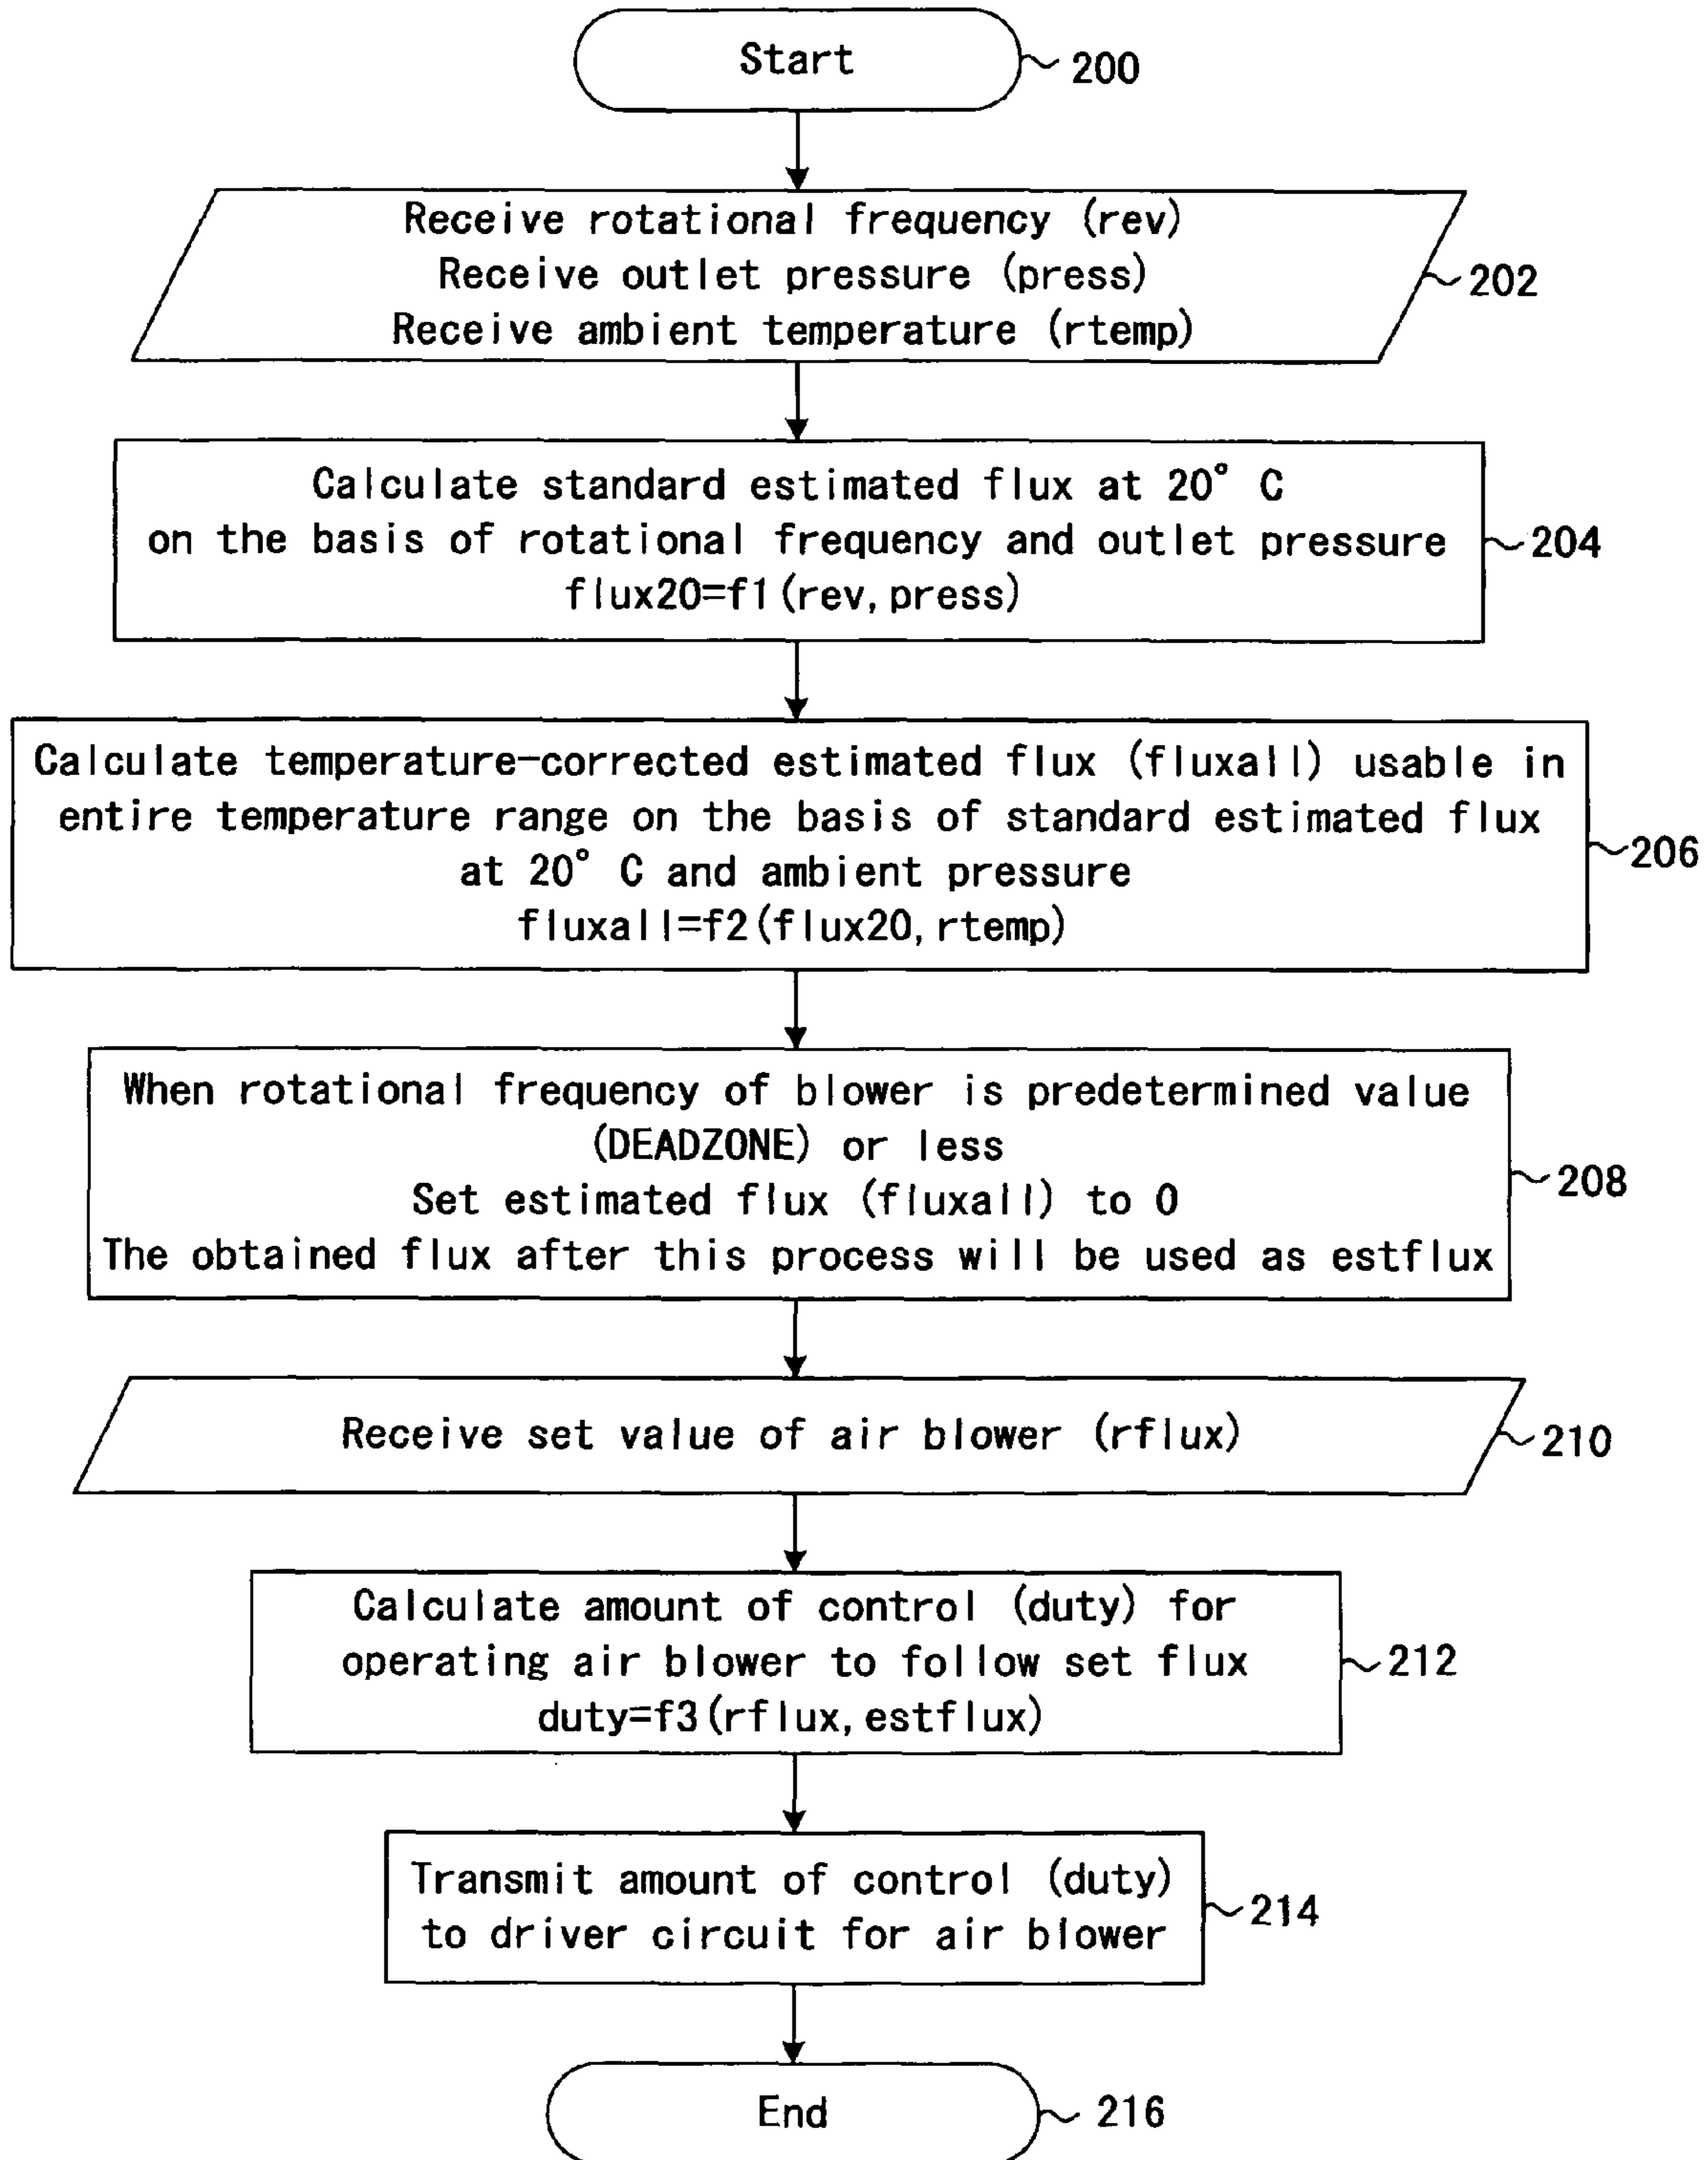 Start
200
Receive rotational frequency (rev)
Receive outlet pressure (press)
Receive ambient temperature (rtemp)
202
Calculate standard estimated flux at 20° C
on the basis of rotational frequency and outlet pressure
flux20=f1(rev, press)
204
Calculate temperature-corrected estimated flux (fluxall) usable in
entire temperature range on the basis of standard estimated flux
at 20° C and ambient pressure
fluxall=f2(flux20, rtemp)
206
When rotational frequency of blower is predetermined value
(DEADZONE) or less
Set estimated flux (fluxall) to 0
The obtained flux after this process will be used as estflux
208
Receive set value of air blower (rflux)
210
Calculate amount of control (duty) for
operating air blower to follow set flux
duty=f3(rflux, estflux)
212
Transmit amount of control (duty)
to driver circuit for air blower
214
End
216